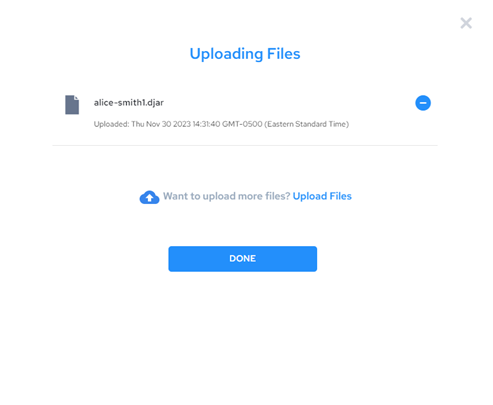 Uploading Files
alice-smith1.djar
Uploaded: Thu Nov 30 2023 14:31:40 GMT-0500 (Eastern Standard Time)
Want to upload more files? Upload Files
DONE